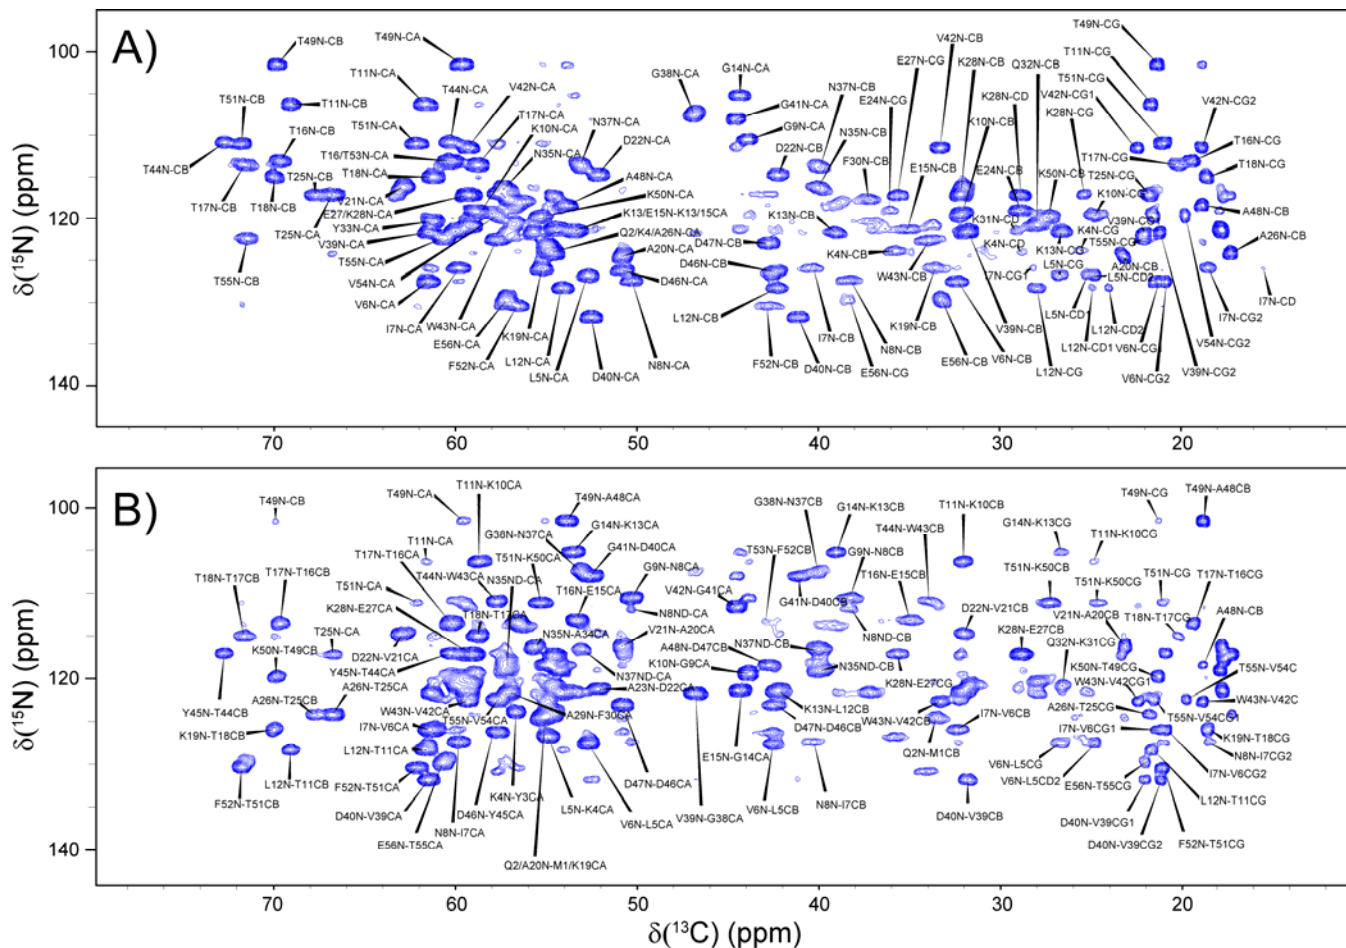 A)
T49N-CB
T49N-CA
T11N-CA
T44N-CA
V42N-CA
T17N-CA
K10N-CA
N35N-CA
N37N-CA
D22N-CA
G38N-CA
G14N-CA
G41N-CA
G9N-CA
D22N-CB
N37N-CB
N35N-CB
F30N-CB
E24N-CG
E27N-CG
V42N-CB
K28N-CB
Q32N-CB
K28N-CD
K10N-CB
K28N-CG
E15N-CB
E24N-CB
K50N-CB
T49N-CG
T11N-CG
T51N-CG
V42N-CG1
V42N-CG2
T16N-CG
T17N-CG
T18N-CG
T25N-CG
K10N-CG
T51N-CB
T11N-CB
T16N-CB
T51N-CA
T16/T53N-CA
T18N-CA
T44N-CB
T25N-CB
T17N-CB
T18N-CB
V21N-CA
E27/K28N-CA
Y33N-CA
T25N-CA
V39N-CA
T55N-CA
T55N-CB
V54N-CA
V6N-CA
I7N-CA
W43N-CA
E56N-CA
F52N-CA
K19N-CA
L12N-CA
L5N-CA
D40N-CA
N8N-CA
A48N-CA
K50N-CA
K13/E15N-K13/15CA
Q2/K4/A26N-CA
A20N-CA
D46N-CA
D47N-CB
D46N-CB
K13N-CB
K4N-CB
W43N-CB
L12N-CB
I7N-CB
K19N-CB
N8N-CB
F52N-CB
D40N-CB
E56N-CG
E56N-CB
V6N-CB
V39N-CB
K31N-CD
K4N-CD
K4N-CG
K13N-CG
V39N-CG1
T55N-CG
A48N-CB
A26N-CB
I7N-CG1
L5N-CG
A20N-CB
L5N-CD2
L5N-CD1
L12N-CD2
L12N-CD1
L12N-CG
V6N-CG1
V6N-CG2
V39N-CG2
V54N-CG2
I7N-CG2
I7N-CD
100
120
140
δ(¹⁵N) (ppm)
70
60
50
40
30
20
B)
T49N-CB
T49N-CA
T11N-K10CA
T49N-A48CA
G14N-K13CA
G38N-N37CA
G41N-D40CA
G9N-N8CA
T11N-CA
T17N-T16CA
T18N-T17CB
T17N-T16CB
T51N-CA
T44N-W43CA
T51N-K50CA
N35ND-CA
T16N-E15CA
N8ND-CA
V42N-G41CA
K28N-E27CA
T18N-T17CA
T25N-CA
K50N-T49CB
D22N-V21CA
Y45N-T44CA
N35N-A34CA
V21N-A20CA
N37ND-CA
A48N-D47CB
K10N-G9CA
A23N-D22CA
A26N-T25CA
A26N-T25CB
Y45N-T44CB
K19N-T18CB
W43N-V42CA
T55N-V54CA
A29N-F30CA
I7N-V6CA
L12N-T11CA
L12N-T11CB
F52N-T51CB
F52N-T51CA
D40N-V39CA
E56N-T55CA
N8N-I7CA
D46N-Y45CA
K4N-Y3CA
L5N-K4CA
Q2/A20N-M1/K19CA
D47N-D46CA
V6N-L5CA
V39N-G38CA
E15N-G14CA
G38N-N37CB
G14N-K13CB
T53N-F52CB
G9N-N8CB
G41N-D40CB
T16N-E15CB
T44N-W43CB
T11N-K10CB
N8ND-CB
N37ND-CB
N35ND-CB
K28N-E27CG
D22N-V21CB
K28N-E27CB
Q32N-K31CG
K13N-L12CB
D47N-D46CB
W43N-V42CB
I7N-V6CB
Q2N-M1CB
V6N-L5CB
N8N-I7CB
D40N-V39CB
G14N-K13CG
T49N-CG
T11N-K10CG
T49N-A48CB
T51N-K50CB
T51N-K50CG
T51N-CG
T17N-T16CG
V21N-A20CB
T18N-T17CG
A48N-CB
K50N-T49CG
T55N-V54C
W43N-V42CG1
W43N-V42C
A26N-T25CG
T55N-V54CG1
I7N-V6CG1
K19N-T18CG
N8N-I7CG2
I7N-V6CG2
V6N-L5CG
V6N-L5CD2
E56N-T55CG
L12N-T11CG
D40N-V39CG1
D40N-V39CG2
F52N-T51CG
100
120
140
δ(¹⁵N) (ppm)
70
60
50
40
30
20
δ(¹³C) (ppm)